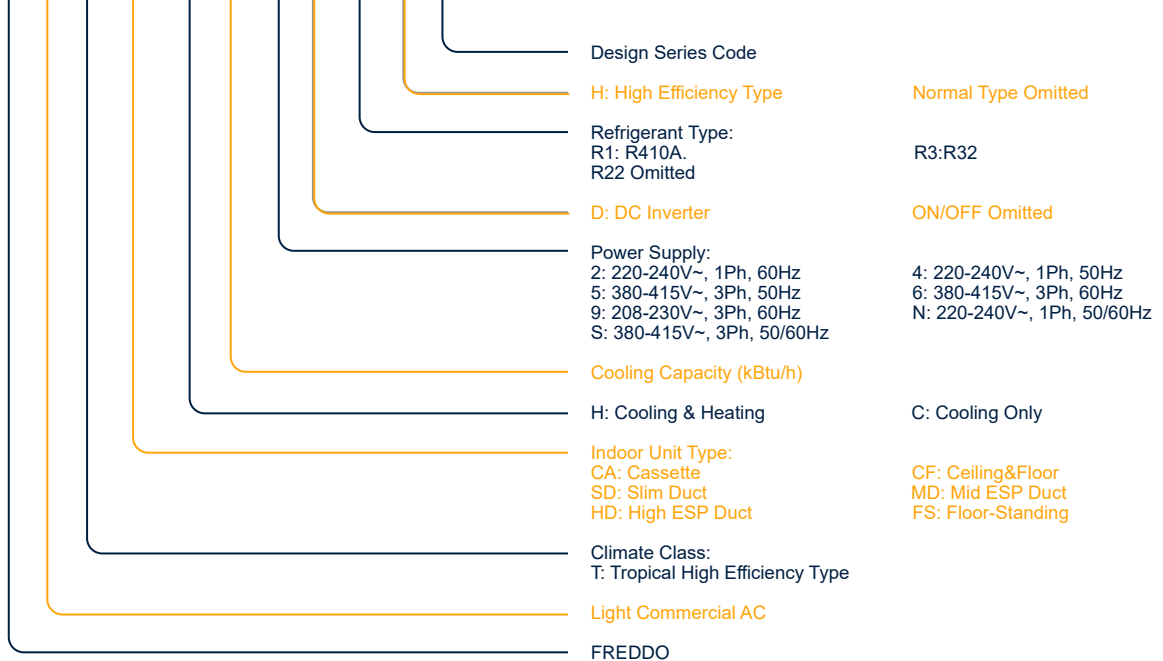 Design Series Code
H: High Efficiency Type Normal Type Omitted
Refrigerant Type:
R1: R410A. R3:R32
R22 Omitted
D: DC Inverter ON/OFF Omitted
Power Supply:
2: 220-240V~, 1Ph, 60Hz 4: 220-240V~, 1Ph, 50Hz
5: 380-415V~, 3Ph, 50Hz 6: 380-415V~, 3Ph, 60Hz
9: 208-230V~, 3Ph, 60Hz N: 220-240V~, 1Ph, 50/60Hz
S: 380-415V~, 3Ph, 50/60Hz
Cooling Capacity (kBtu/h)
H: Cooling & Heating C: Cooling Only
Indoor Unit Type:
CA: Cassette CF: Ceiling&Floor
SD: Slim Duct MD: Mid ESP Duct
HD: High ESP Duct FS: Floor-Standing
Climate Class:
T: Tropical High Efficiency Type
Light Commercial AC
FREDDO